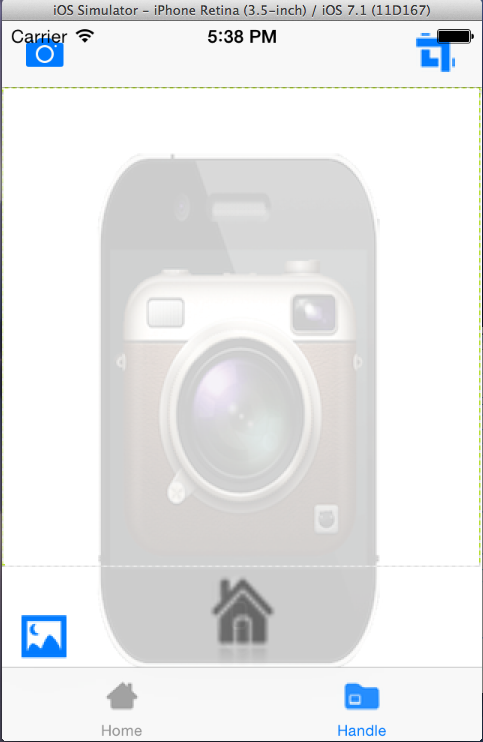 iOS Simulator – iPhone Retina (3.5-inch) / iOS 7.1 (11D167)
Carrier 5:38 PM
Home Handle